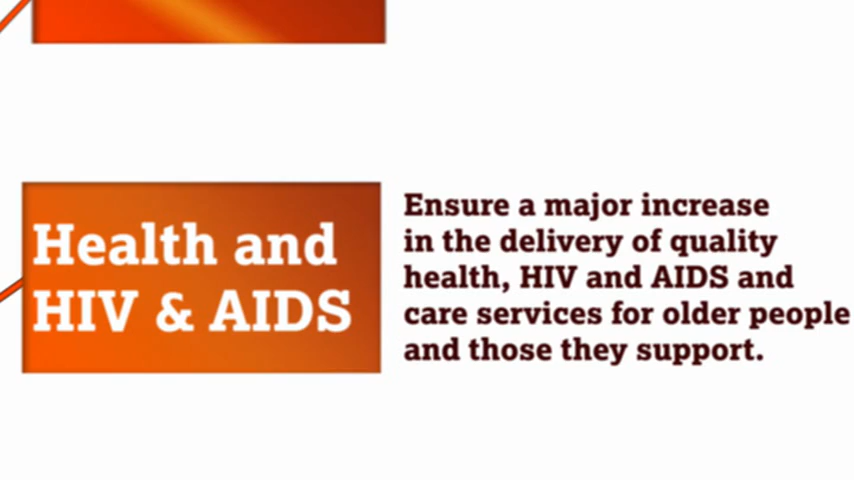 Health and
HIV & AIDS
Ensure a major increase
in the delivery of quality
health, HIV and AIDS and
care services for older people
and those they support.